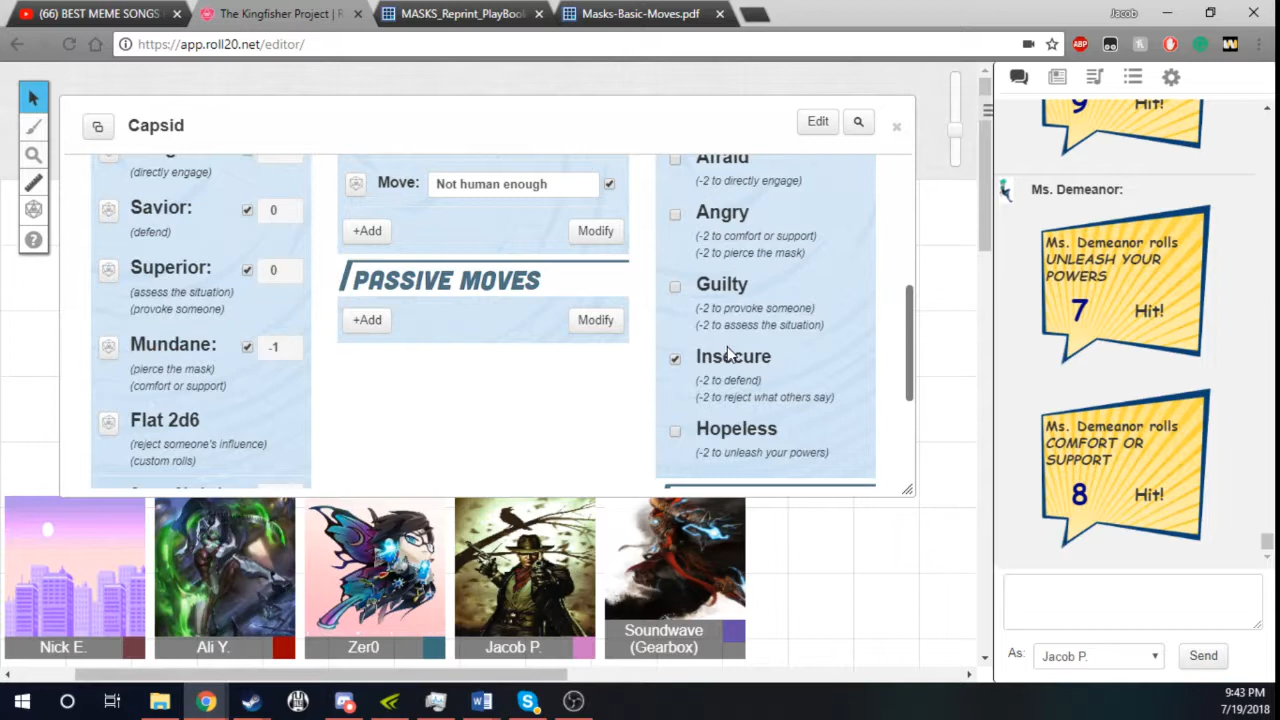 (66) BEST MEME SONGS
The Kingfisher Project | R
MASKS_Reprint_PlayBoo
Masks-Basic-Moves.pdf
Jacob
https://app.roll20.net/editor/
ABP
Capsid
Edit
(directly engage)
Savior:
0
(defend)
Superior:
0
(assess the situation)
(provoke someone)
Mundane:
-1
(pierce the mask)
(comfort or support)
Flat 2d6
(reject someone's influence)
(custom rolls)
Move:
Not human enough
+Add
Modify
PASSIVE MOVES
+Add
Modify
Afraid
(-2 to directly engage)
Angry
(-2 to comfort or support)
(-2 to pierce the mask)
Guilty
(-2 to provoke someone)
(-2 to assess the situation)
Insecure
(-2 to defend)
(-2 to reject what others say)
Hopeless
(-2 to unleash your powers)
9
Hit!
Ms. Demeanor:
Ms. Demeanor rolls
UNLEASH YOUR
POWERS
7
Hit!
Ms. Demeanor rolls
COMFORT OR
SUPPORT
8
Hit!
As:
Jacob P.
Send
Nick E.
Ali Y.
Zer0
Jacob P.
Soundwave
(Gearbox)
9:43 PM
7/19/2018